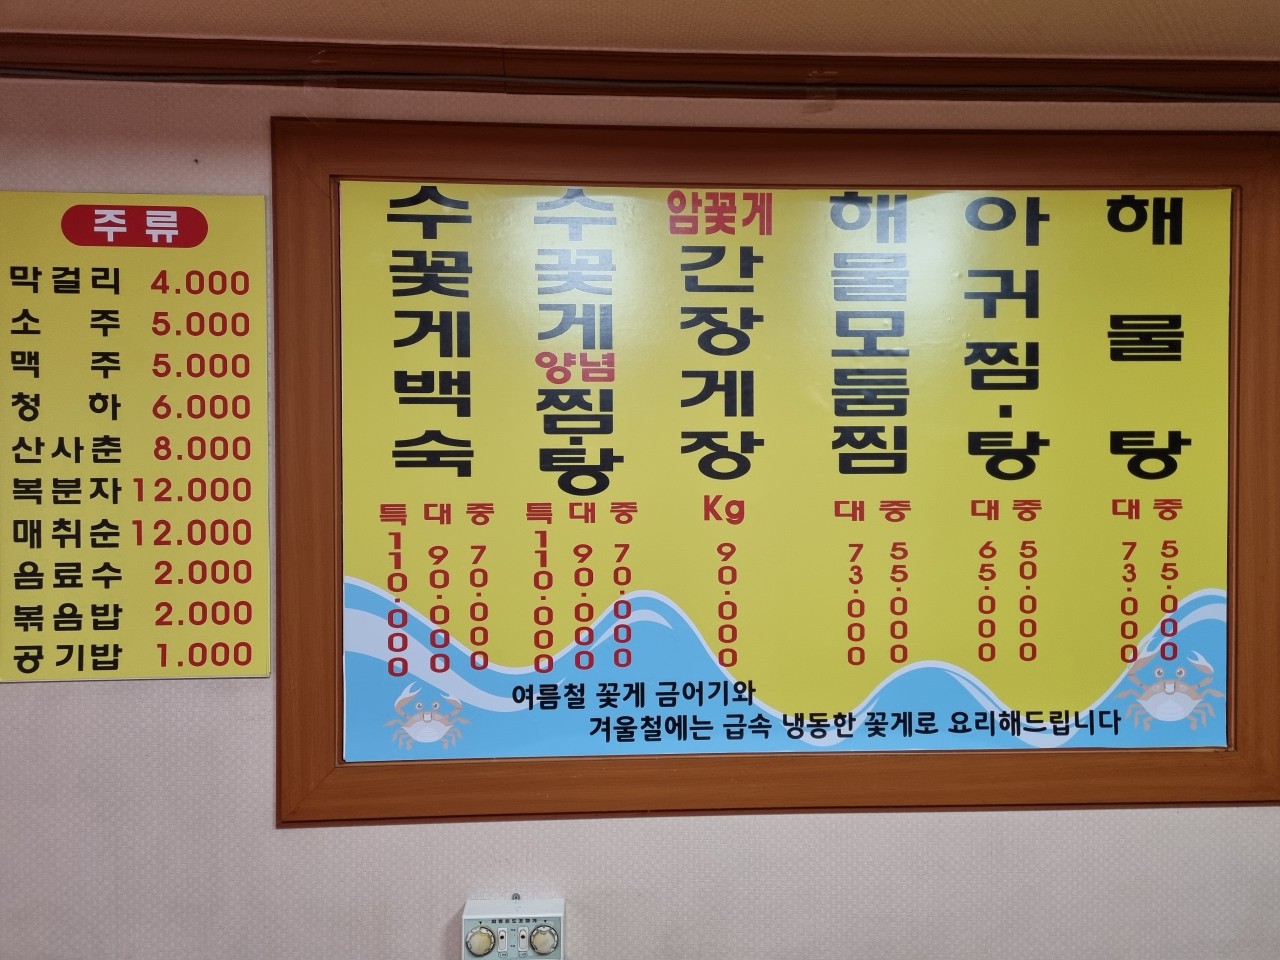 주류
막걸리 4.000
소주 5.000
맥주 5.000
청하 6.000
산사춘 8.000
복분자 12.000
매취순 12.000
음료수 2.000
볶음밥 2.000
공기밥 1.000
수꽃게백숙
특 대 중
110.000 90.000 70.000
수꽃게양념찜·탕
특 대 중
110.000 90.000 70.000
암꽃게
간장게장
Kg
90.000
해물모둠찜
대 중
73.000 55.000
아귀찜·탕
대 중
65.000 50.000
해물탕
대 중
73.000 55.000
여름철 꽃게 금어기와
겨울철에는 급속 냉동한 꽃게로 요리해드립니다